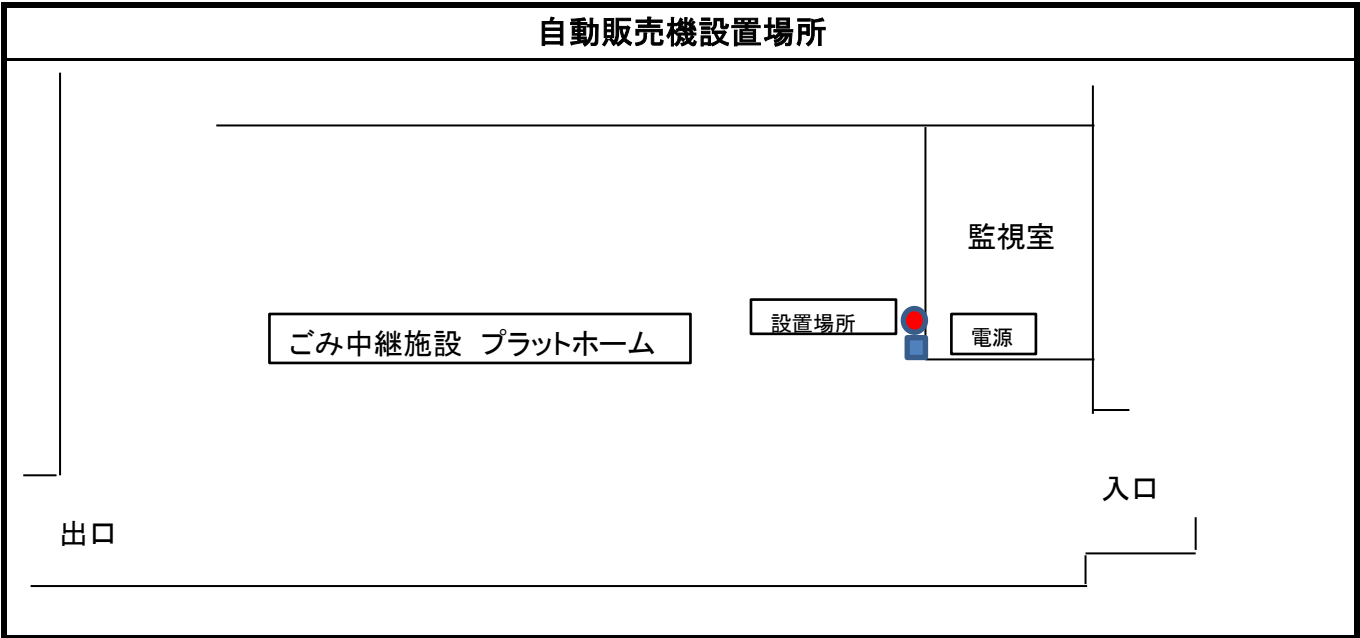 自動販売機設置場所
監視室
設置場所
電源
ごみ中継施設 プラットホーム
入口
出口